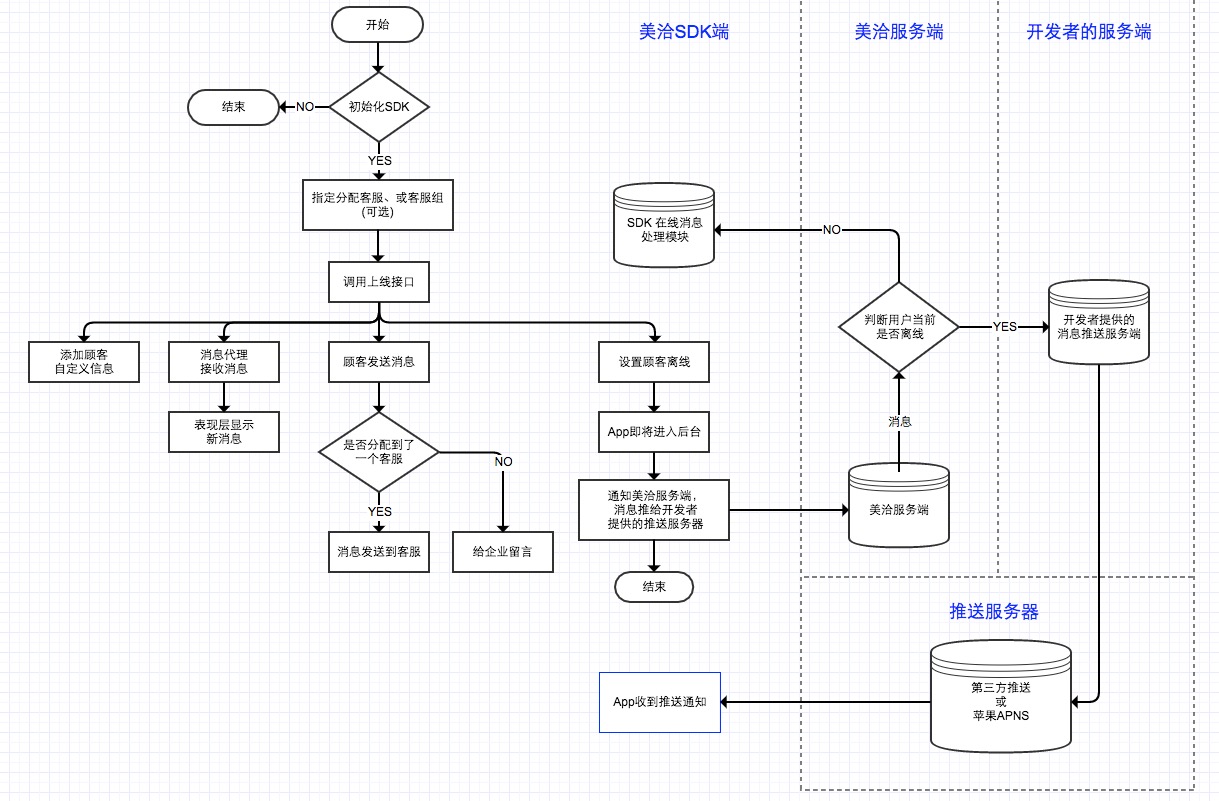 开始
美洽SDK端
美洽服务端
开发者的服务端
结束
NO
初始化SDK
YES
指定分配客服、或客服组
(可选)
SDK 在线消息
处理模块
NO
调用上线接口
判断用户当前
是否离线
YES
开发者提供的
消息推送服务端
添加顾客
自定义信息
消息代理
接收消息
顾客发送消息
设置顾客离线
表现层显示
新消息
是否分配到了
一个客服
NO
App即将进入后台
消息
YES
通知美洽服务端，
消息推给开发者
提供的推送服务器
美洽服务端
消息发送到客服
给企业留言
结束
推送服务器
App收到推送通知
第三方推送
或
苹果APNS